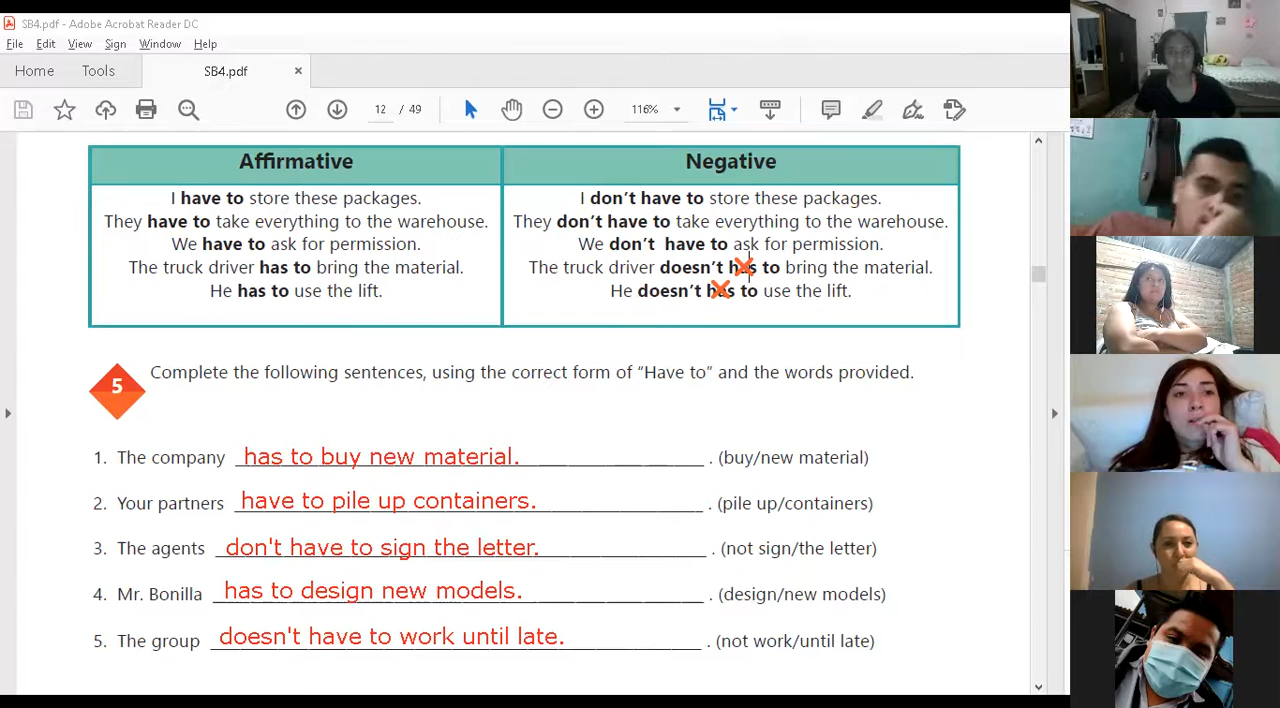 SB4.pdf - Adobe Acrobat Reader DC
File Edit View Sign Window Help
Home Tools SB4.pdf ×
12 / 49 116%
Affirmative Negative
I have to store these packages. I don't have to store these packages.
They have to take everything to the warehouse. They don't have to take everything to the warehouse.
We have to ask for permission. We don't have to ask for permission.
The truck driver has to bring the material. The truck driver doesn't has to bring the material.
He has to use the lift. He doesn't has to use the lift.
5 Complete the following sentences, using the correct form of “Have to” and the words provided.
1. The company has to buy new material. . (buy/new material)
2. Your partners have to pile up containers. . (pile up/containers)
3. The agents don't have to sign the letter. . (not sign/the letter)
4. Mr. Bonilla has to design new models. . (design/new models)
5. The group doesn't have to work until late. . (not work/until late)